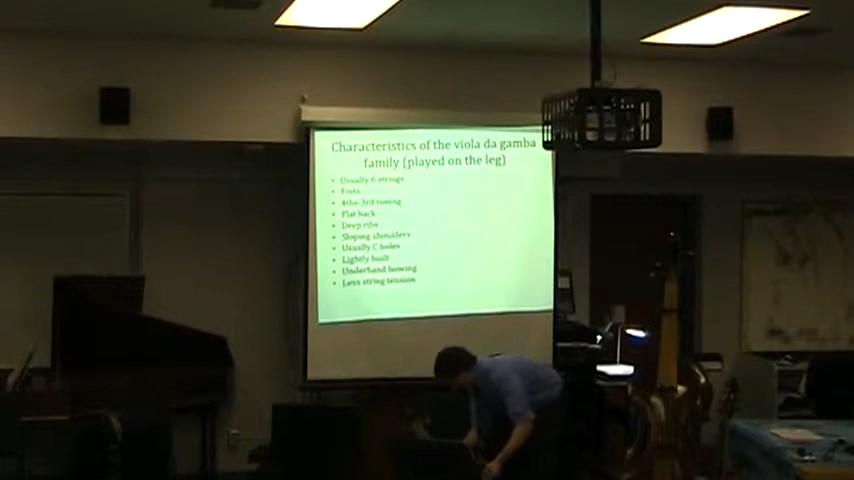 Characteristics of the viola da gamba
family (played on the leg)
• Usually 6 strings
• Frets
• 4ths-3rd tuning
• Flat back
• Deep ribs
• Sloping shoulders
• Usually C holes
• Lightly built
• Underhand bowing
• Less string tension